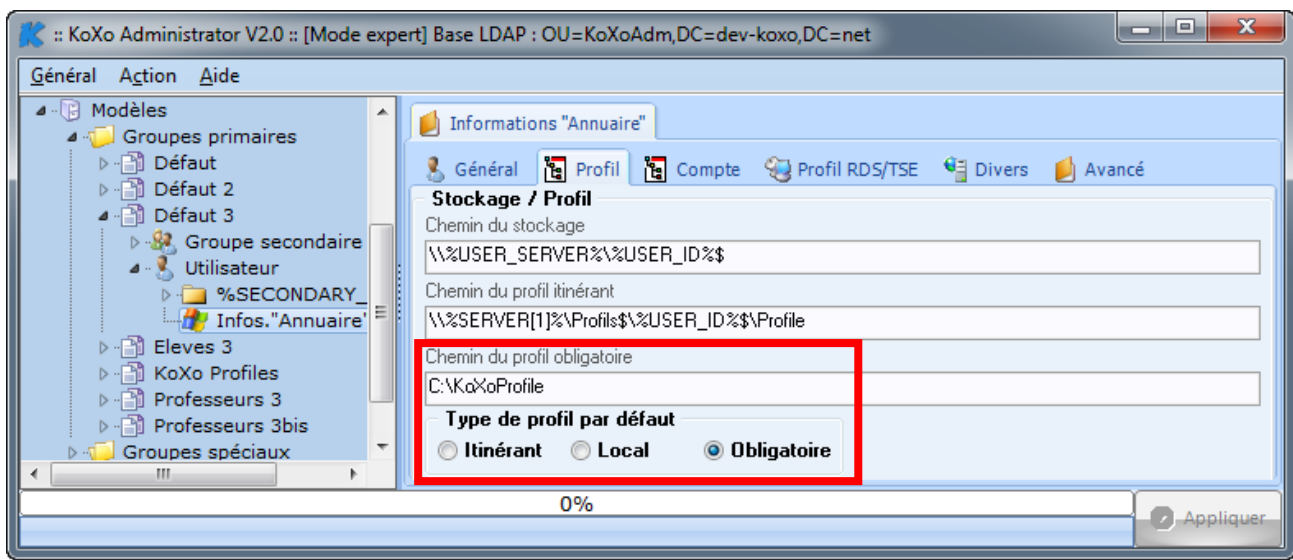 :: KoXo Administrator V2.0 :: [Mode expert] Base LDAP : OU=KoXoAdm,DC=dev-koxo,DC=net
Général Action Aide
Modèles
Groupes primaires
Défaut
Défaut 2
Défaut 3
Groupe secondaire
Utilisateur
%SECONDARY_
Infos."Annuaire"
Eleves 3
KoXo Profiles
Professeurs 3
Professeurs 3bis
Groupes spéciaux
Informations "Annuaire"
Général Profil Compte Profil RDS/TSE Divers Avancé
Stockage / Profil
Chemin du stockage
\\%USER_SERVER%\%USER_ID%$
Chemin du profil itinérant
\\%SERVER[1]%\Profils$\%USER_ID%$\Profile
Chemin du profil obligatoire
C:\KoXoProfile
Type de profil par défaut
Itinérant Local Obligatoire
0%
Appliquer